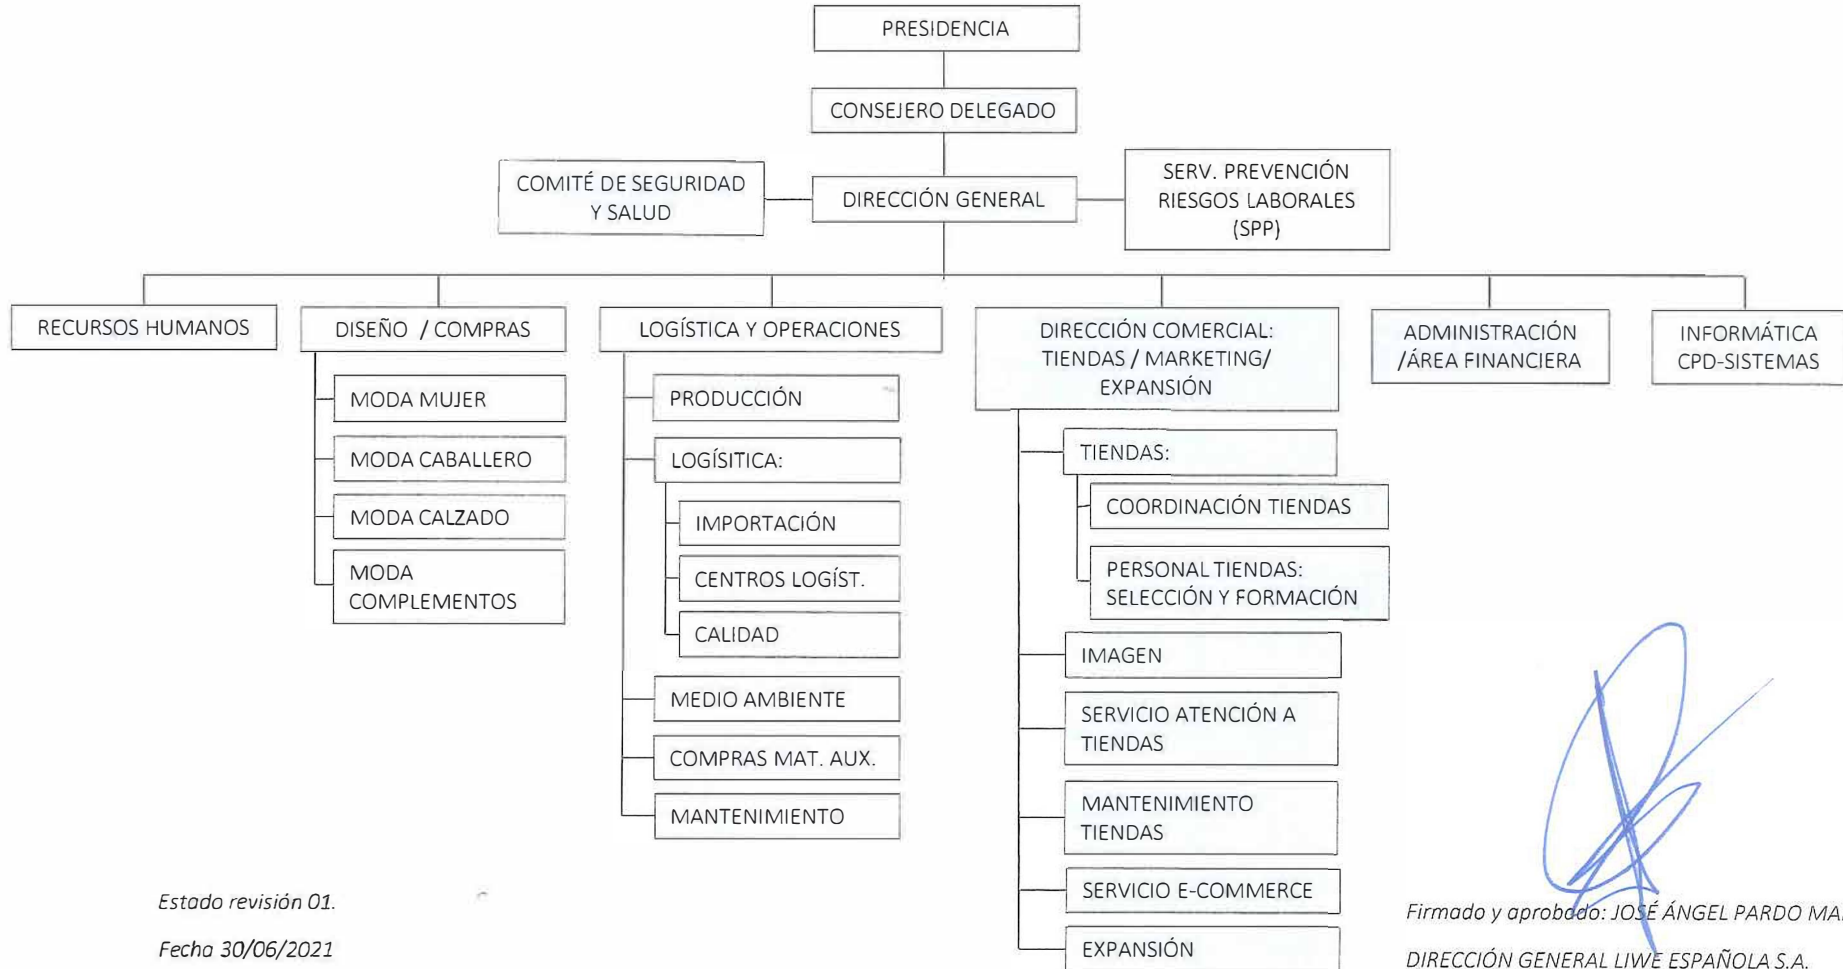 PRESIDENCIA
CONSEJERO DELEGADO
COMITÉ DE SEGURIDAD
Y SALUD
DIRECCIÓN GENERAL
SERV. PREVENCIÓN
RIESGOS LABORALES
(SPP)
RECURSOS HUMANOS
DISEÑO / COMPRAS
MODA MUJER
MODA CABALLERO
MODA CALZADO
MODA
COMPLEMENTOS
LOGÍSTICA Y OPERACIONES
PRODUCCIÓN
LOGÍSITICA:
IMPORTACIÓN
CENTROS LOGÍST.
CALIDAD
MEDIO AMBIENTE
COMPRAS MAT. AUX.
MANTENIMIENTO
DIRECCIÓN COMERCIAL:
TIENDAS / MARKETING/
EXPANSIÓN
TIENDAS:
COORDINACIÓN TIENDAS
PERSONAL TIENDAS:
SELECCIÓN Y FORMACIÓN
IMAGEN
SERVICIO ATENCIÓN A
TIENDAS
MANTENIMIENTO
TIENDAS
SERVICIO E-COMMERCE
EXPANSIÓN
ADMINISTRACIÓN
/ÁREA FINANCIERA
INFORMÁTICA
CPD-SISTEMAS
Estado revisión 01.
Fecha 30/06/2021
Firmado y aprobado: JOSÉ ÁNGEL PARDO
DIRECCIÓN GENERAL LIWE ESPAÑOLA S.A.